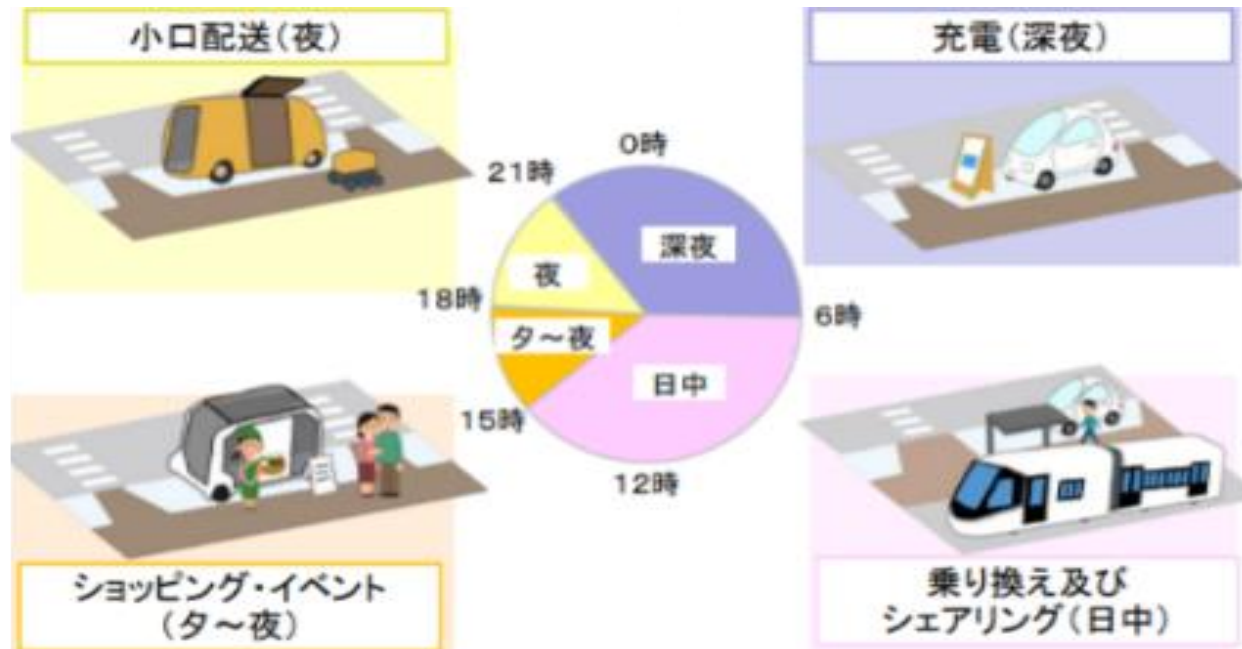 小口配送(夜)
充電(深夜)
0時
21時
深夜
夜
18時
6時
夕～夜
日中
15時
12時
ショッピング・イベント
(夕～夜)
乗り換え及び
シェアリング(日中)